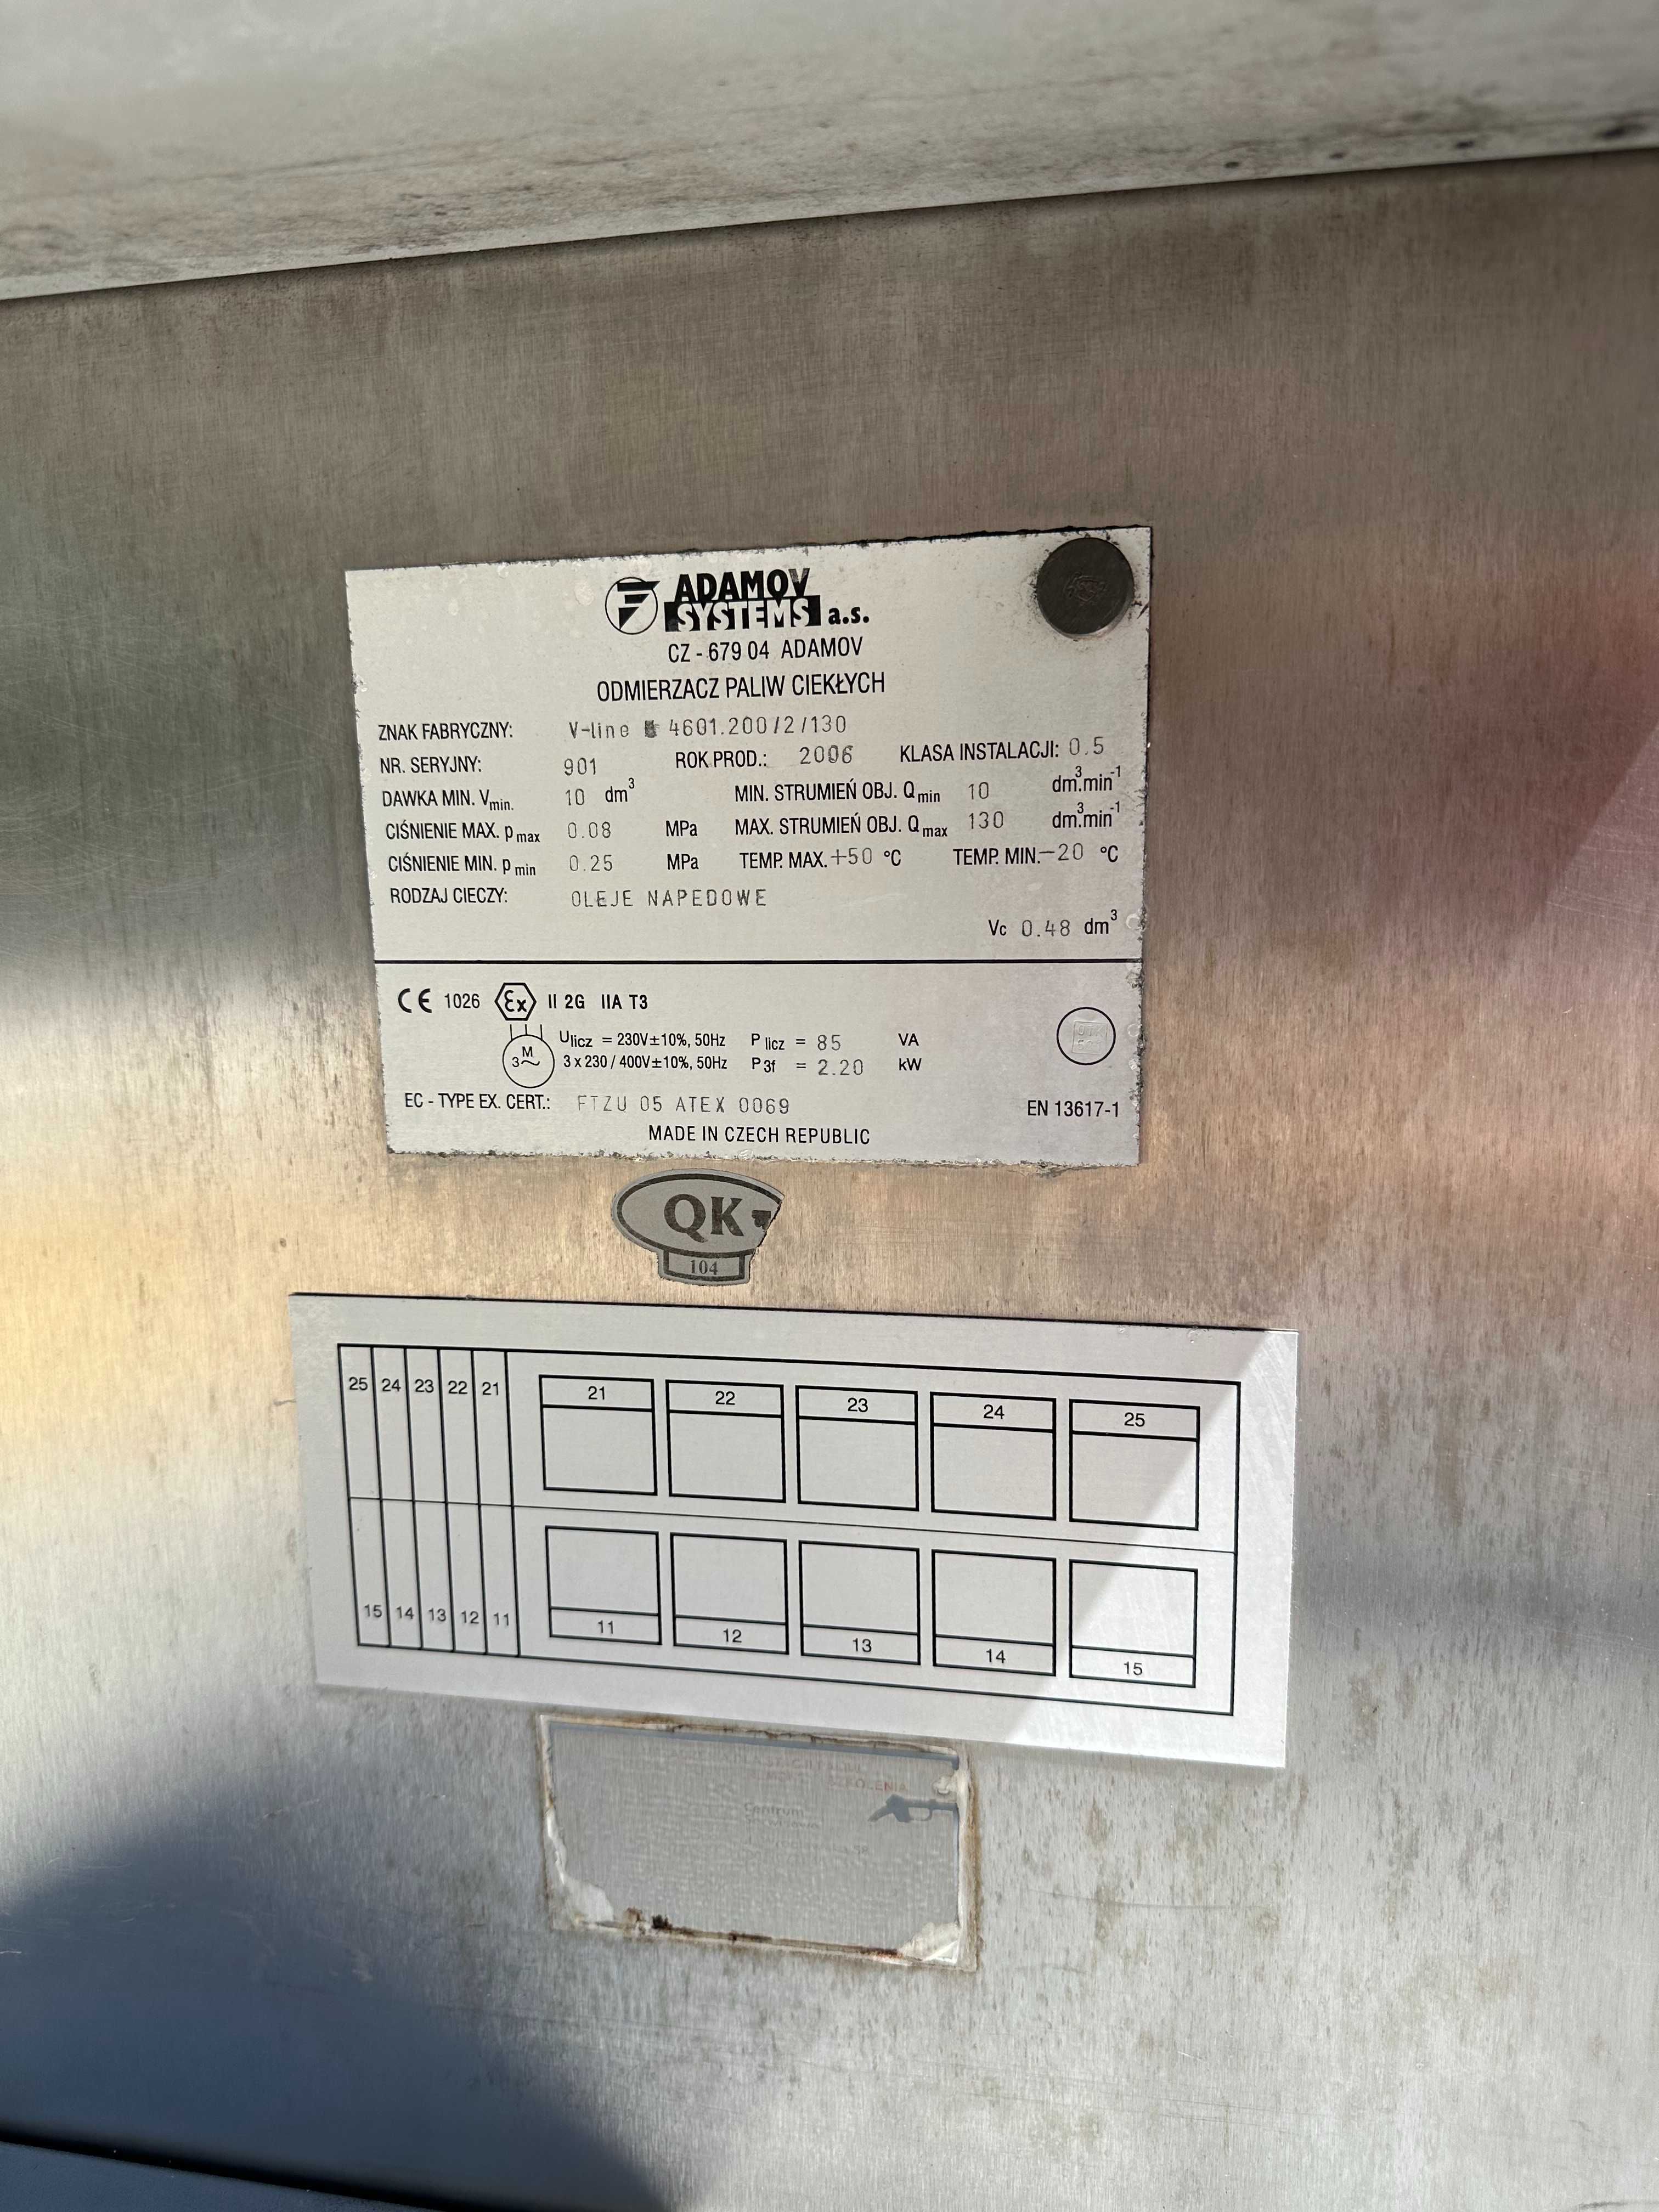 ADAMOV
SYSTEMS a.s.
CZ - 679 04 ADAMOV
ODMIERZACZ PALIW CIEKŁYCH
ZNAK FABRYCZNY: V-line 4601.200/2/130
NR. SERYJNY: 901 ROK PROD.: 2006 KLASA INSTALACJI: 0.5
DAWKA MIN. Vmin. 10 dm³ MIN. STRUMIEŃ OBJ. Qmin 10 dm³.min⁻¹
CIŚNIENIE MAX. pmax 0.08 MPa MAX. STRUMIEŃ OBJ. Qmax 130 dm³.min⁻¹
CIŚNIENIE MIN. pmin 0.25 MPa TEMP. MAX. +50 °C TEMP. MIN. -20 °C
RODZAJ CIECZY: OLEJE NAPEDOWE
Vc 0.48 dm³
CE 1026 Ex II 2G IIA T3
Ulicz = 230V±10%, 50Hz Plicz = 85 VA
M 3~ 3 x 230 / 400V±10%, 50Hz P3f = 2.20 kW
EC - TYPE EX. CERT.: FTZU 05 ATEX 0069 EN 13617-1
MADE IN CZECH REPUBLIC
QK
104
25 24 23 22 21 21 22 23 24 25
15 14 13 12 11 11 12 13 14 15
SZKOLENIA
Centrum